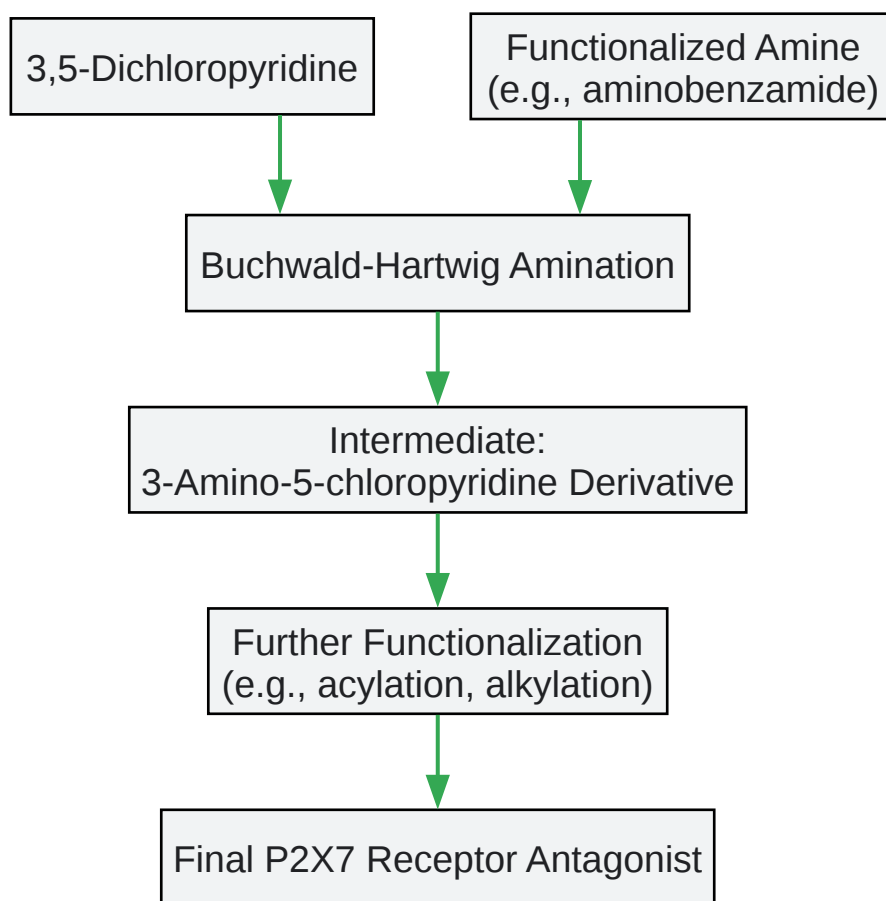 3,5-Dichloropyridine
Functionalized Amine
(e.g., aminobenzamide)
Buchwald-Hartwig Amination
Intermediate:
3-Amino-5-chloropyridine Derivative
Further Functionalization
(e.g., acylation, alkylation)
Final P2X7 Receptor Antagonist